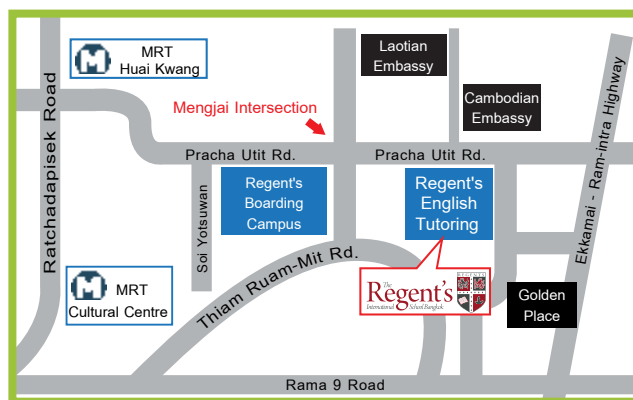 MRT
Huai Kwang
Laotian
Embassy
Cambodian
Embassy
Mengjai Intersection
Ratchadapisek Road
Pracha Utit Rd.
Pracha Utit Rd.
Ekkamai - Ram-intra Highway
Soi Yotsuwan
Regent's
Boarding
Campus
Regent's
English
Tutoring
Thiam Ruam-Mit Rd.
MRT
Cultural Centre
The
Regent's
International School Bangkok
Golden
Place
Rama 9 Road